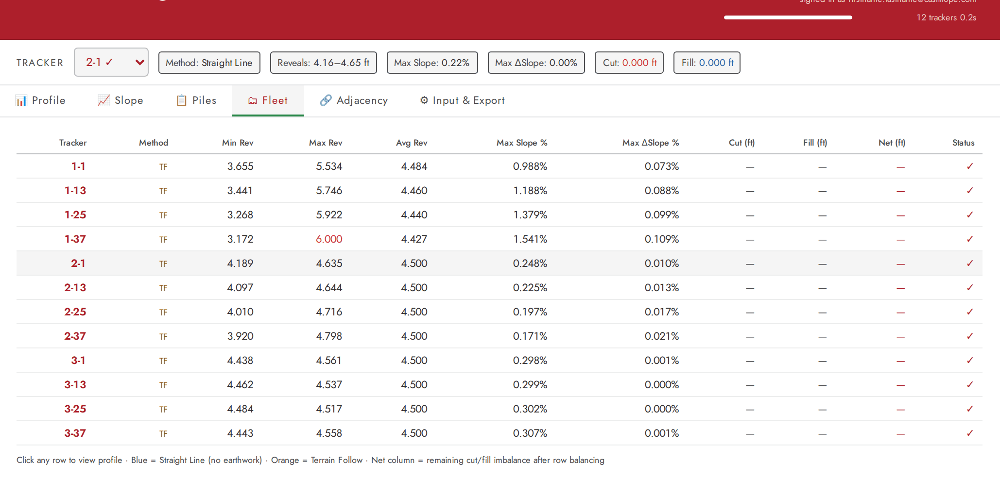 12 trackers 0.2s
TRACKER 2-1 ✓ Method: Straight Line Reveals: 4.16–4.65 ft Max Slope: 0.22% Max ΔSlope: 0.00% Cut: 0.000 ft Fill: 0.000 ft
Profile Slope Piles Fleet Adjacency Input & Export
Tracker Method Min Rev Max Rev Avg Rev Max Slope % Max ΔSlope % Cut (ft) Fill (ft) Net (ft) Status
1-1 TF 3.655 5.534 4.484 0.988% 0.073% — — — ✓
1-13 TF 3.441 5.746 4.460 1.188% 0.088% — — — ✓
1-25 TF 3.268 5.922 4.440 1.379% 0.099% — — — ✓
1-37 TF 3.172 6.000 4.427 1.541% 0.109% — — — ✓
2-1 TF 4.189 4.635 4.500 0.248% 0.010% — — — ✓
2-13 TF 4.097 4.644 4.500 0.225% 0.013% — — — ✓
2-25 TF 4.010 4.716 4.500 0.197% 0.017% — — — ✓
2-37 TF 3.920 4.798 4.500 0.171% 0.021% — — — ✓
3-1 TF 4.438 4.561 4.500 0.298% 0.001% — — — ✓
3-13 TF 4.462 4.537 4.500 0.299% 0.000% — — — ✓
3-25 TF 4.484 4.517 4.500 0.302% 0.000% — — — ✓
3-37 TF 4.443 4.558 4.500 0.307% 0.001% — — — ✓
Click any row to view profile · Blue = Straight Line (no earthwork) · Orange = Terrain Follow · Net column = remaining cut/fill imbalance after row balancing